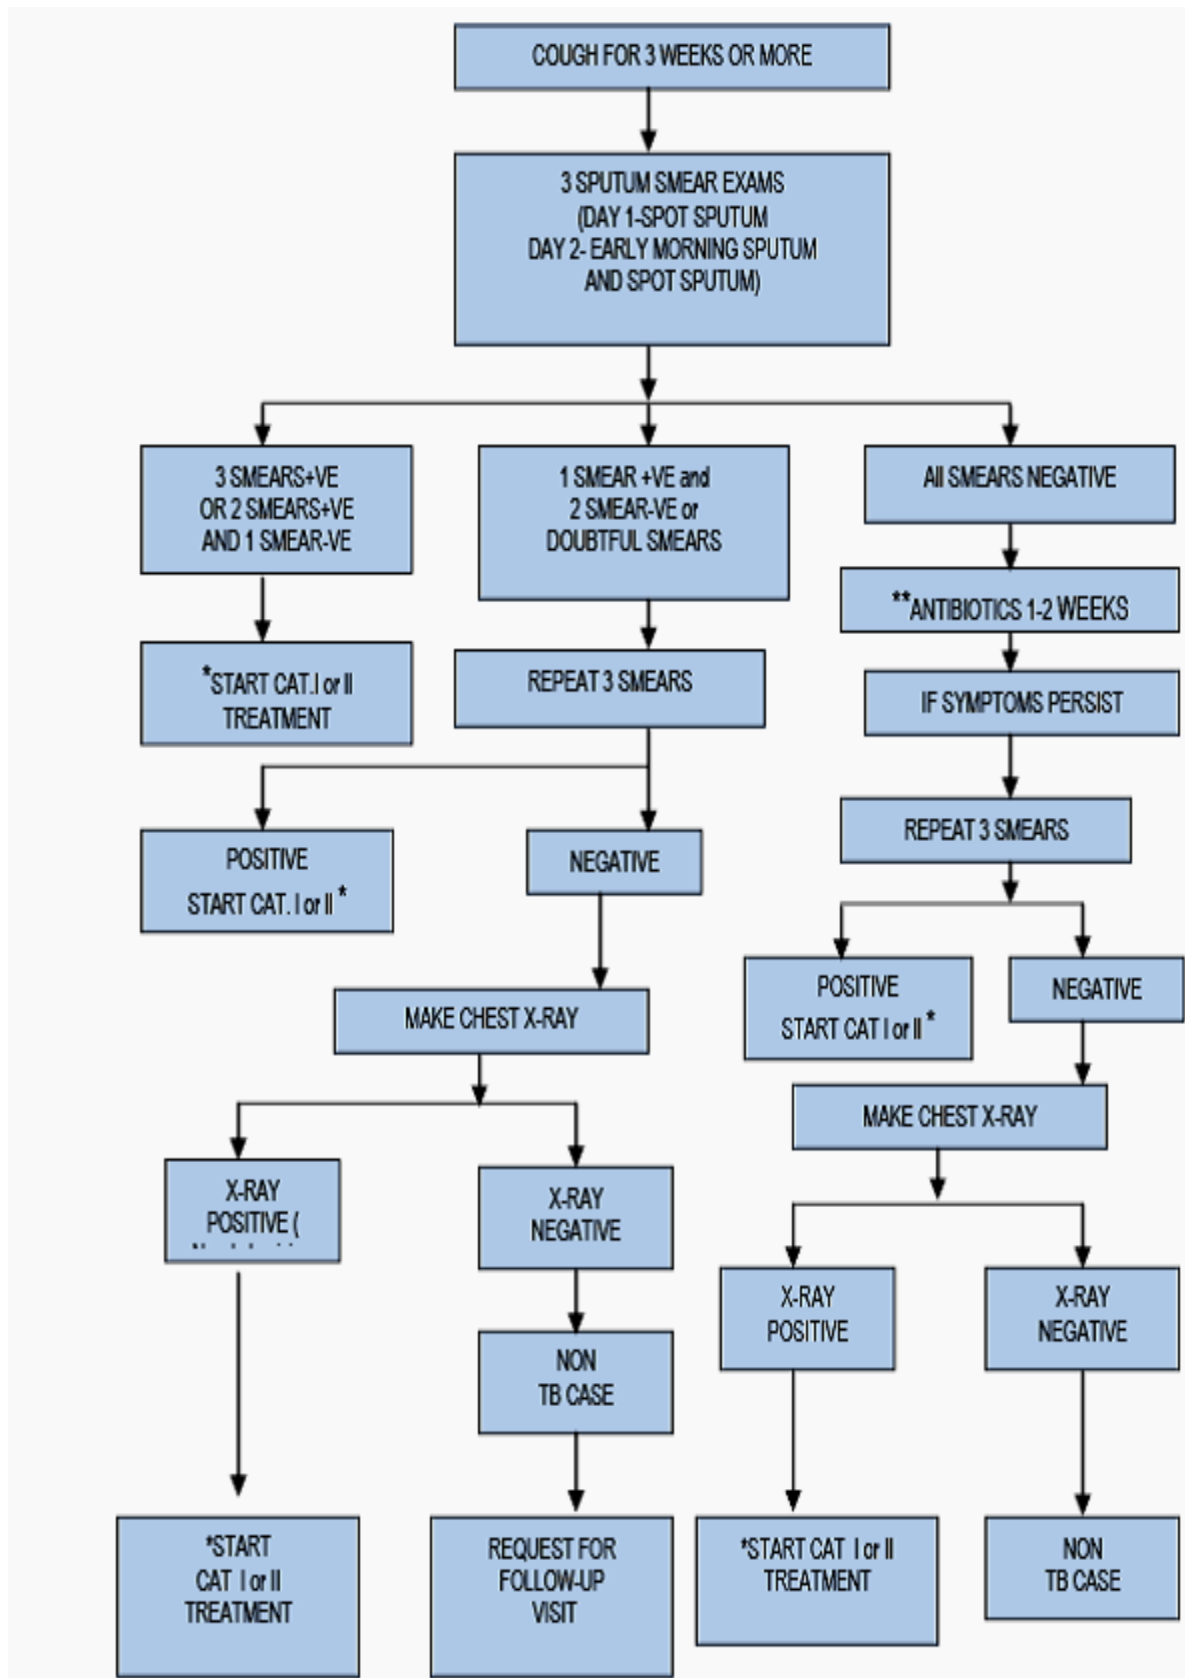 COUGH FOR 3 WEEKS OR MORE
3 SPUTUM SMEAR EXAMS
(DAY 1-SPOT SPUTUM
DAY 2- EARLY MORNING SPUTUM
AND SPOT SPUTUM)
3 SMEARS+VE
OR 2 SMEARS+VE
AND 1 SMEAR-VE
1 SMEAR +VE and
2 SMEAR-VE or
DOUBTFUL SMEARS
All SMEARS NEGATIVE
**ANTIBIOTICS 1-2 WEEKS
*START CAT.I or II
TREATMENT
REPEAT 3 SMEARS
IF SYMPTOMS PERSIST
REPEAT 3 SMEARS
POSITIVE
START CAT. I or II *
NEGATIVE
POSITIVE
START CAT I or II *
NEGATIVE
MAKE CHEST X-RAY
MAKE CHEST X-RAY
X-RAY
POSITIVE (
X-RAY
NEGATIVE
X-RAY
POSITIVE
X-RAY
NEGATIVE
NON
TB CASE
*START
CAT I or II
TREATMENT
REQUEST FOR
FOLLOW-UP
VISIT
*START CAT I or II
TREATMENT
NON
TB CASE